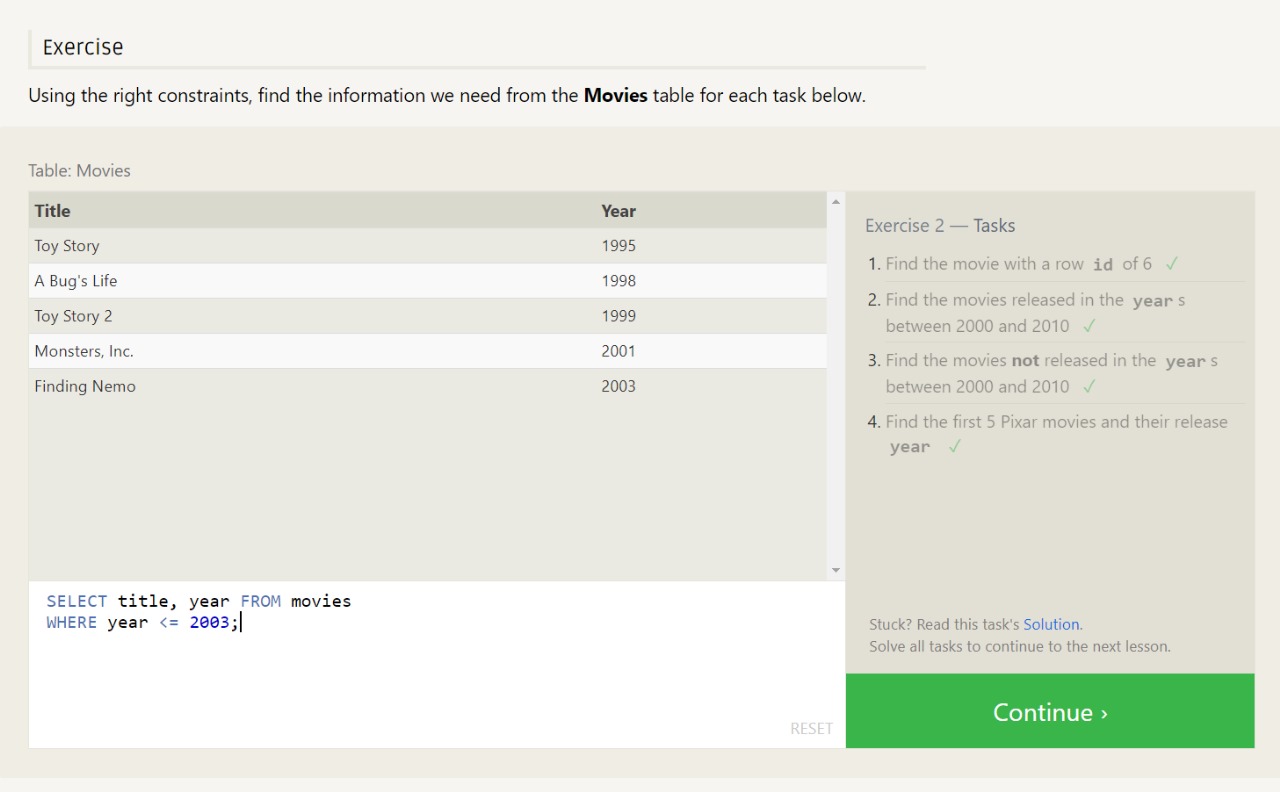 Exercise
Using the right constraints, find the information we need from the Movies table for each task below.
Table: Movies
Title Year
Toy Story 1995
A Bug's Life 1998
Toy Story 2 1999
Monsters, Inc. 2001
Finding Nemo 2003
SELECT title, year FROM movies
WHERE year <= 2003;
RESET
Exercise 2 — Tasks
1. Find the movie with a row id of 6 ✓
2. Find the movies released in the year s
between 2000 and 2010 ✓
3. Find the movies not released in the year s
between 2000 and 2010 ✓
4. Find the first 5 Pixar movies and their release
year ✓
Stuck? Read this task's Solution.
Solve all tasks to continue to the next lesson.
Continue ›